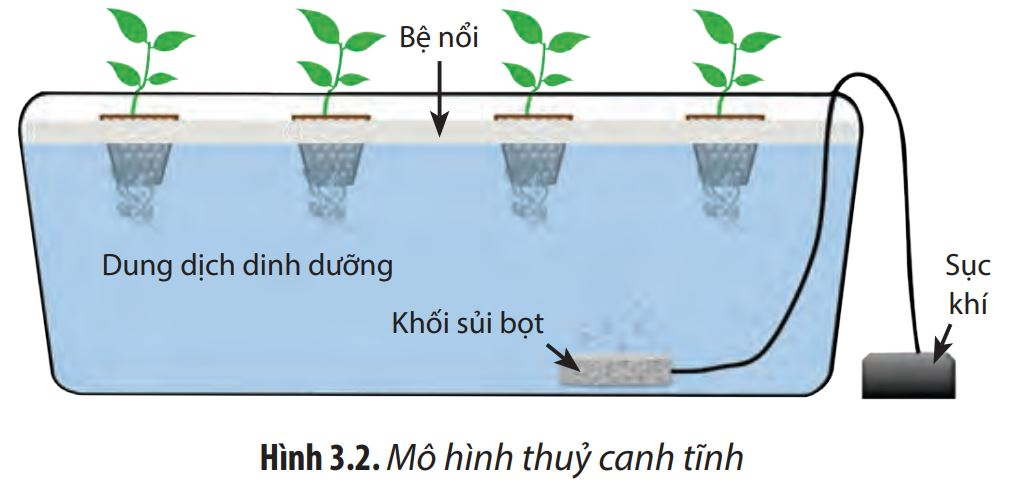 Bệ nổi
Dung dịch dinh dưỡng
Sục
khí
Khối sủi bọt
Hình 3.2. Mô hình thuỷ canh tĩnh